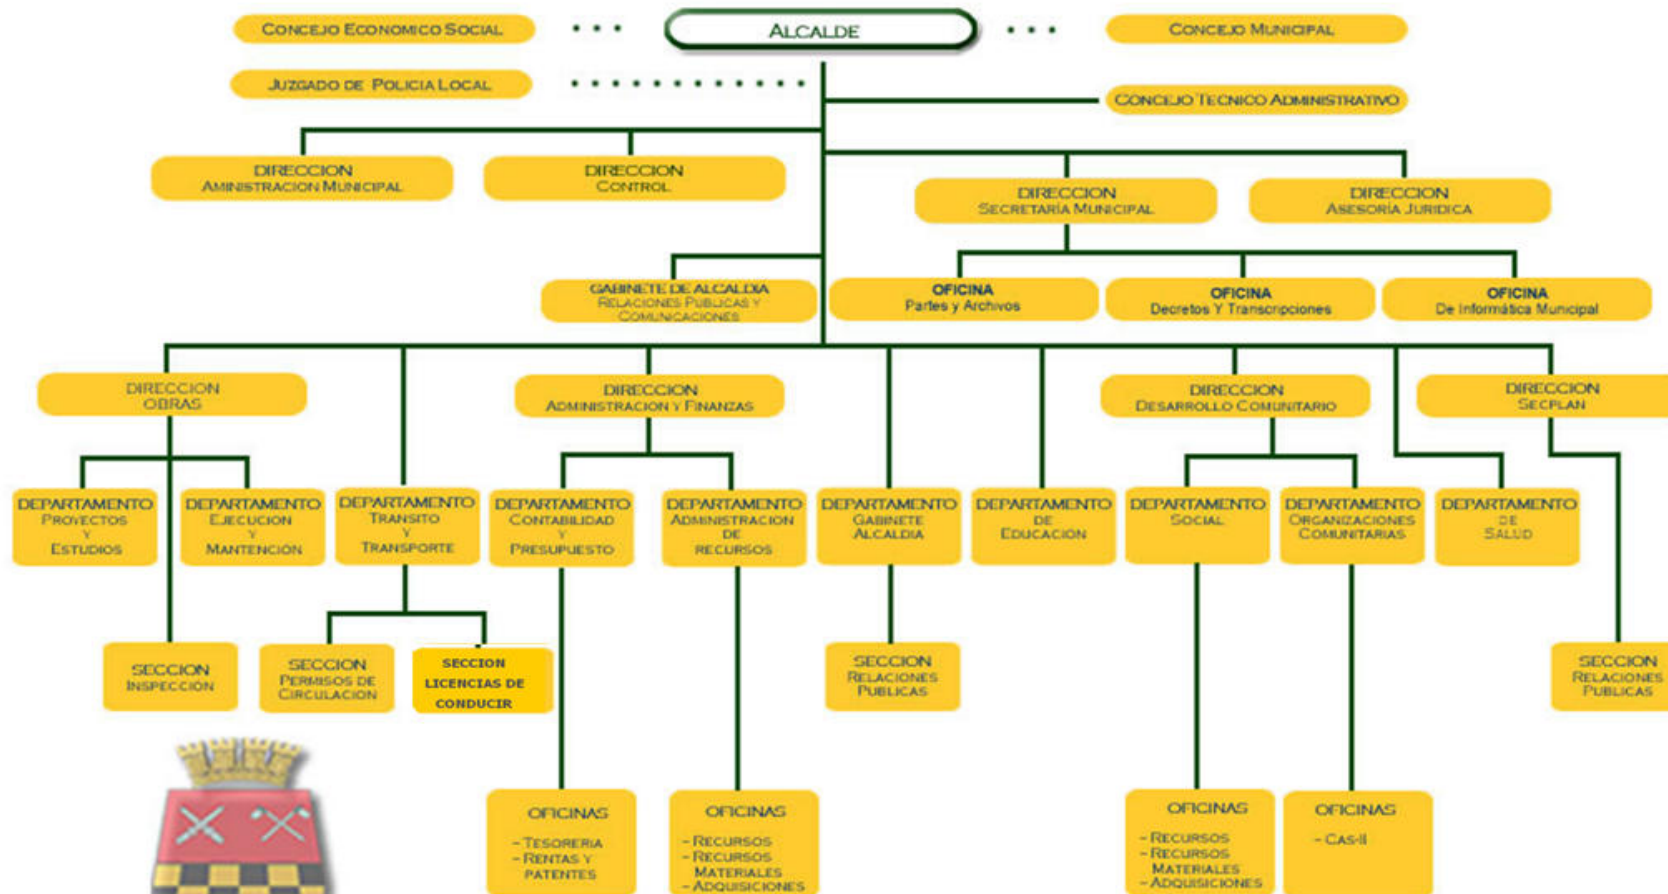 CONCEJO ECONOMICO SOCIAL
ALCALDE
CONCEJO MUNICIPAL
JUZGADO DE POLICIA LOCAL
CONCEJO TECNICO ADMINISTRATIVO
DIRECCION
AMINISTRACION MUNICIPAL
DIRECCION
CONTROL
DIRECCION
SECRETARÍA MUNICIPAL
DIRECCION
ASESORÍA JURIDICA
GABINETE DE ALCALDIA
RELACIONES PUBLICAS Y
COMUNICACIONES
OFICINA
Partes y Archivos
OFICINA
Decretos Y Transcripciones
OFICINA
De Informática Municipal
DIRECCION
OBRAS
DIRECCION
ADMINISTRACION Y FINANZAS
DIRECCION
DESARROLLO COMUNITARIO
DIRECCION
SECPLAN
DEPARTAMENTO
PROYECTOS
Y
ESTUDIOS
DEPARTAMENTO
EJECUCION
Y
MANTENCIÓN
DEPARTAMENTO
TRANSITO
Y
TRANSPORTE
DEPARTAMENTO
CONTABILIDAD
Y
PRESUPUESTO
DEPARTAMENTO
ADMINISTRACION
DE
RECURSOS
DEPARTAMENTO
GABINETE
ALCALDIA
DEPARTAMENTO
DE
EDUCACIÓN
DEPARTAMENTO
SOCIAL
DEPARTAMENTO
ORGANIZACIONES
COMUNITARIAS
DEPARTAMENTO
DE
SALUD
SECCION
INSPECCIÓN
SECCION
PERMISOS DE
CIRCULACION
SECCION
LICENCIAS DE
CONDUCIR
SECCION
RELACIONES
PUBLICAS
SECCION
RELACIONES
PUBLICAS
OFICINAS
- TESORERIA
- RENTAS Y
PATENTES
OFICINAS
- RECURSOS
- RECURSOS
MATERIALES
- ADQUISICIONES
OFICINAS
- RECURSOS
- RECURSOS
MATERIALES
- ADQUISICIONES
OFICINAS
- CAS-II